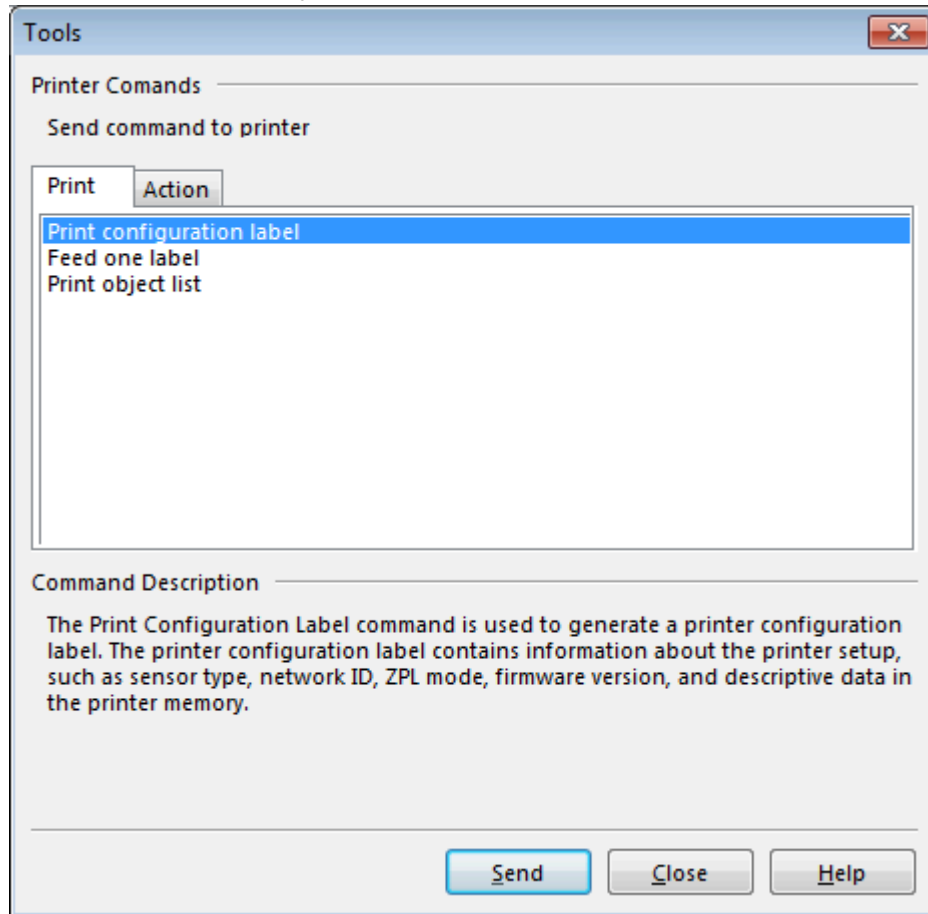 Tools
Printer Comands
Send command to printer
Print
Action
Print configuration label
Feed one label
Print object list
Command Description
The Print Configuration Label command is used to generate a printer configuration
label. The printer configuration label contains information about the printer setup,
such as sensor type, network ID, ZPL mode, firmware version, and descriptive data in
the printer memory.
Send
Close
Help